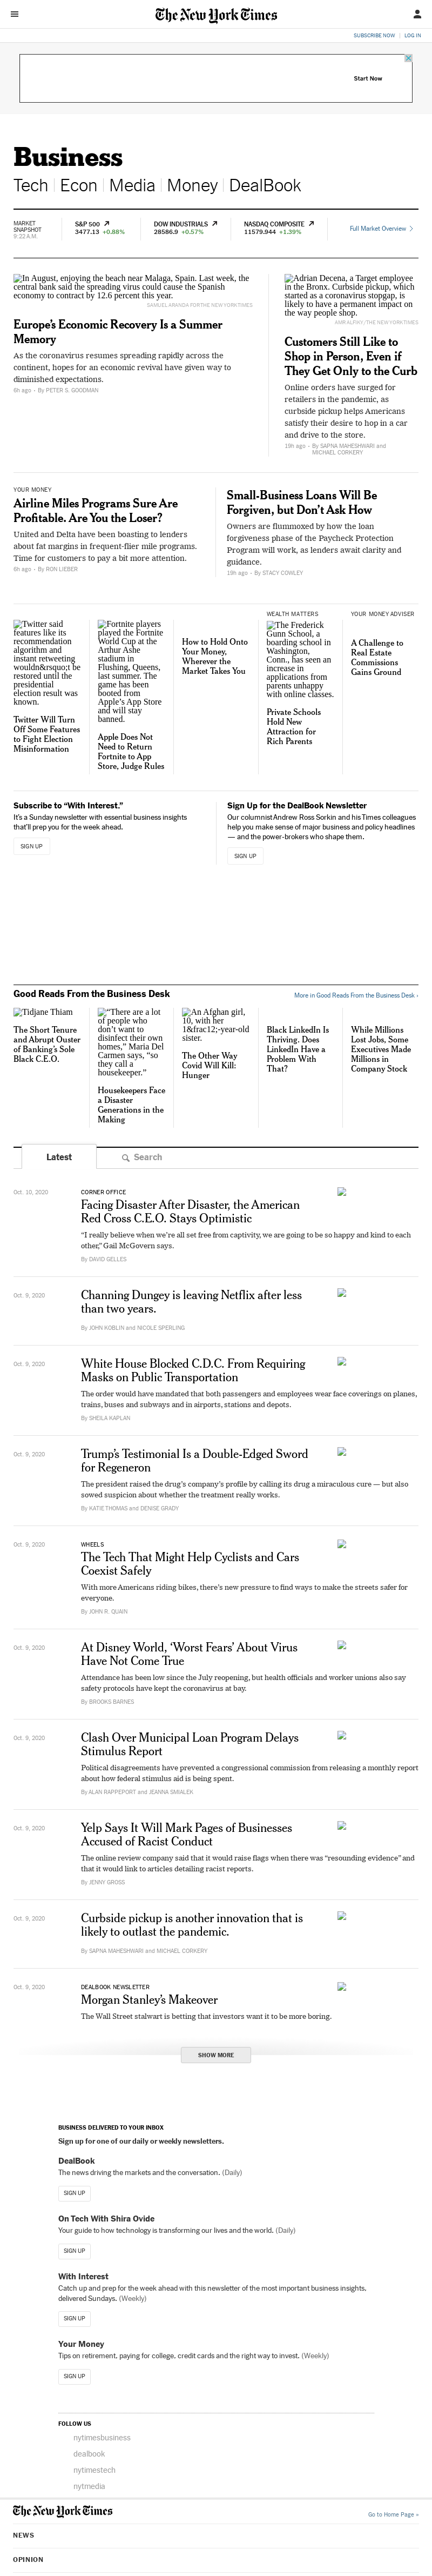 The New York Times
SUBSCRIBE NOW | LOG IN
Start Now
Business
Tech | Econ | Media | Money | DealBook
MARKET
SNAPSHOT
9:22 A.M.
S&P 500
3477.13 +0.88%
DOW INDUSTRIALS
28586.9 +0.57%
NASDAQ COMPOSITE
11579.944 +1.39%
Full Market Overview
In August, enjoying the beach near Malaga, Spain. Last week, the
central bank said the spreading virus could cause the Spanish
economy to contract by 12.6 percent this year.
SAMUEL ARANDA FOR THE NEW YORK TIMES
Europe's Economic Recovery Is a Summer
Memory
As the coronavirus resumes spreading rapidly across the
continent, hopes for an economic revival have given way to
diminished expectations.
8h ago • By PETER S. GOODMAN
Adrian Decena, a Target employee
in the Bronx. Curbside pickup, which
started as a coronavirus stopgap, is
likely to have a permanent impact on
the way people shop.
AMR ALFIKY/THE NEW YORK TIMES
Customers Still Like to
Shop in Person, Even if
They Get Only to the Curb
Online orders have surged for
retailers in the pandemic, as
curbside pickup helps Americans
satisfy their desire to hop in a car
and drive to the store.
19h ago • By SAPNA MAHESHWARI and
MICHAEL CORKERY
YOUR MONEY
Airline Miles Programs Sure Are
Profitable. Are You the Loser?
United and Delta have been boasting to lenders
about fat margins in frequent-flier mile programs.
Time for customers to pay a bit more attention.
6h ago • By RON LIEBER
Small-Business Loans Will Be
Forgiven, but Don't Ask How
Owners are flummoxed by how the loan
forgiveness phase of the Paycheck Protection
Program will work, as lenders await clarity and
guidance.
19h ago • By STACY COWLEY
Twitter said
features like its
recommendation
algorithm and
instant retweeting
wouldn&rsquo;t be
restored until the
presidential
election result was
known.
Twitter Will Turn
Off Some Features
to Fight Election
Misinformation
Fortnite players
played the Fortnite
World Cup at the
Arthur Ashe
stadium in
Flushing, Queens,
last summer. The
game has been
booted from
Apple's App Store
and will stay
banned.
Apple Does Not
Need to Return
Fortnite to App
Store, Judge Rules
How to Hold Onto
Your Money,
Wherever the
Market Takes You
WEALTH MATTERS
The Frederick
Gunn School, a
boarding school in
Washington,
Conn., has seen an
increase in
applications from
parents unhappy
with online classes.
Private Schools
Hold New
Attraction for
Rich Parents
YOUR MONEY ADVISER
A Challenge to
Real Estate
Commissions
Gains Ground
Subscribe to “With Interest.”
It's a Sunday newsletter with essential business insights
that'll prep you for the week ahead.
SIGN UP
Sign Up for the DealBook Newsletter
Our columnist Andrew Ross Sorkin and his Times colleagues
help you make sense of major business and policy headlines
— and the power-brokers who shape them.
SIGN UP
Good Reads From the Business Desk
More in Good Reads From the Business Desk ›
Tidjane Thiam
The Short Tenure
and Abrupt Ouster
of Banking's Sole
Black C.E.O.
“There are a lot
of people who
don't want to
disinfect their own
homes,” Maria Del
Carmen says, “so
they call a
housekeeper.”
Housekeepers Face
a Disaster
Generations in the
Making
An Afghan girl,
10, with her
1&frac12;-year-old
sister.
The Other Way
Covid Will Kill:
Hunger
Black LinkedIn Is
Thriving. Does
LinkedIn Have a
Problem With
That?
While Millions
Lost Jobs, Some
Executives Made
Millions in
Company Stock
Latest
Search
Oct. 10, 2020
CORNER OFFICE
Facing Disaster After Disaster, the American
Red Cross C.E.O. Stays Optimistic
“I really believe when we're all set free from captivity, we are going to be so happy and kind to each
other,” Gail McGovern says.
By DAVID GELLES
Oct. 9, 2020
Channing Dungey is leaving Netflix after less
than two years.
By JOHN KOBLIN and NICOLE SPERLING
Oct. 9, 2020
White House Blocked C.D.C. From Requiring
Masks on Public Transportation
The order would have mandated that both passengers and employees wear face coverings on planes,
trains, buses and subways and in airports, stations and depots.
By SHEILA KAPLAN
Oct. 9, 2020
Trump's Testimonial Is a Double-Edged Sword
for Regeneron
The president raised the drug's company's profile by calling its drug a miraculous cure — but also
sowed suspicion about whether the treatment really works.
By KATIE THOMAS and DENISE GRADY
Oct. 9, 2020
WHEELS
The Tech That Might Help Cyclists and Cars
Coexist Safely
With more Americans riding bikes, there's new pressure to find ways to make the streets safer for
everyone.
By JOHN R. QUAIN
Oct. 9, 2020
At Disney World, ‘Worst Fears’ About Virus
Have Not Come True
Attendance has been low since the July reopening, but health officials and worker unions also say
safety protocols have kept the coronavirus at bay.
By BROOKS BARNES
Oct. 9, 2020
Clash Over Municipal Loan Program Delays
Stimulus Report
Political disagreements have prevented a congressional commission from releasing a monthly report
about how federal stimulus aid is being spent.
By ALAN RAPPEPORT and JEANNA SMIALEK
Oct. 9, 2020
Yelp Says It Will Mark Pages of Businesses
Accused of Racist Conduct
The online review company said that it would raise flags when there was “resounding evidence” and
that it would link to articles detailing racist reports.
By JENNY GROSS
Oct. 9, 2020
Curbside pickup is another innovation that is
likely to outlast the pandemic.
By SAPNA MAHESHWARI and MICHAEL CORKERY
Oct. 9, 2020
DEALBOOK NEWSLETTER
Morgan Stanley's Makeover
The Wall Street stalwart is betting that investors want it to be more boring.
SHOW MORE
BUSINESS DELIVERED TO YOUR INBOX
Sign up for one of our daily or weekly newsletters.
DealBook
The news driving the markets and the conversation. (Daily)
SIGN UP
On Tech With Shira Ovide
Your guide to how technology is transforming our lives and the world. (Daily)
SIGN UP
With Interest
Catch up and prep for the week ahead with this newsletter of the most important business insights,
delivered Sundays. (Weekly)
SIGN UP
Your Money
Tips on retirement, paying for college, credit cards and the right way to invest. (Weekly)
SIGN UP
FOLLOW US
nytimesbusiness
dealbook
nytimestech
nytmedia
The New York Times
Go to Home Page »
NEWS
OPINION